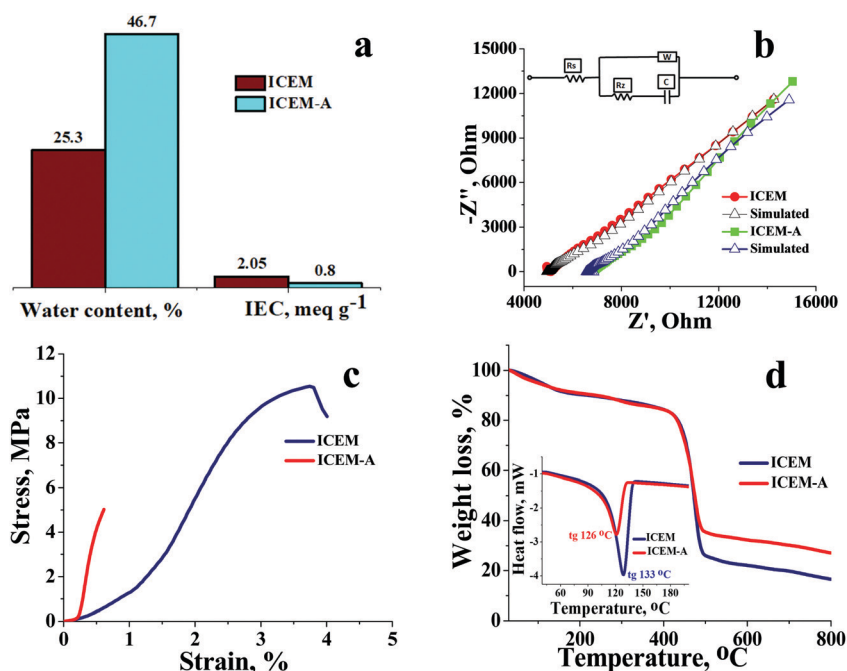 a
46.7
25.3
2.05
0.8
ICEM
ICEM-A
Water content, %
IEC, meq g-1
b
Rs
W
Rz
C
15000
12000
9000
6000
3000
0
-Z", Ohm
ICEM
Simulated
ICEM-A
Simulated
4000 8000 12000 16000
Z', Ohm
c
12
10
8
6
4
2
0
Stress, MPa
ICEM
ICEM-A
0 1 2 3 4 5
Strain, %
d
100
80
60
40
20
0
Weight loss, %
ICEM
ICEM-A
-1
-2
-3
-4
Heat flow, mW
tg 126 oC
ICEM
ICEM-A
tg 133 oC
60 90 120 150 180
Temperature, oC
200 400 600 800
Temperature, oC